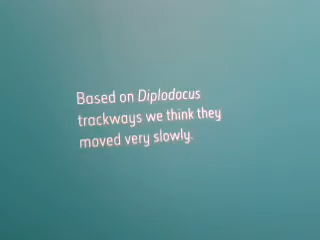 Based on Diplodocus
trackways we think they
moved very slowly.